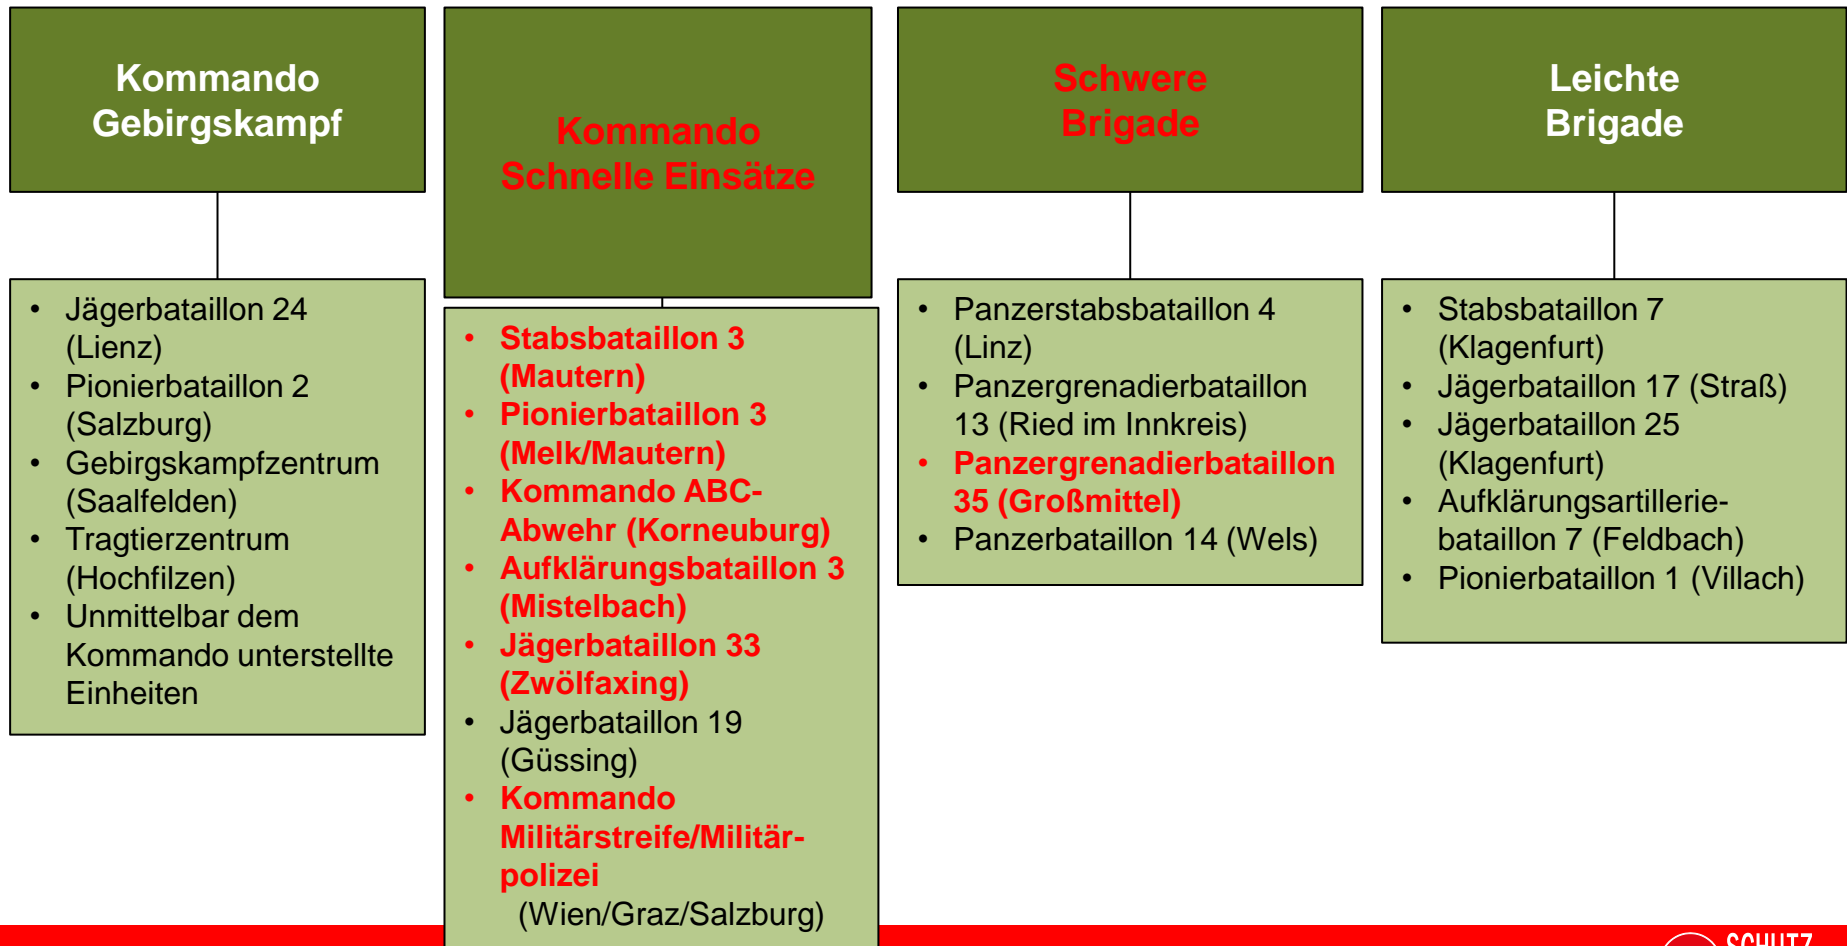 Kommando
Gebirgskampf
• Jägerbataillon 24
(Lienz)
• Pionierbataillon 2
(Salzburg)
• Gebirgskampfzentrum
(Saalfelden)
• Tragtierzentrum
(Hochfilzen)
• Unmittelbar dem
Kommando unterstellte
Einheiten
Kommando
Schnelle Einsätze
• Stabsbataillon 3
(Mautern)
• Pionierbataillon 3
(Melk/Mautern)
• Kommando ABC-
Abwehr (Korneuburg)
• Aufklärungsbataillon 3
(Mistelbach)
• Jägerbataillon 33
(Zwölfaxing)
• Jägerbataillon 19
(Güssing)
• Kommando
Militärstreife/Militär-
polizei
(Wien/Graz/Salzburg)
Schwere
Brigade
• Panzerstabsbataillon 4
(Linz)
• Panzergrenadierbataillon
13 (Ried im Innkreis)
• Panzergrenadierbataillon
35 (Großmittel)
• Panzerbataillon 14 (Wels)
Leichte
Brigade
• Stabsbataillon 7
(Klagenfurt)
• Jägerbataillon 17 (Straß)
• Jägerbataillon 25
(Klagenfurt)
• Aufklärungsartillerie-
bataillon 7 (Feldbach)
• Pionierbataillon 1 (Villach)
SCHUTZ